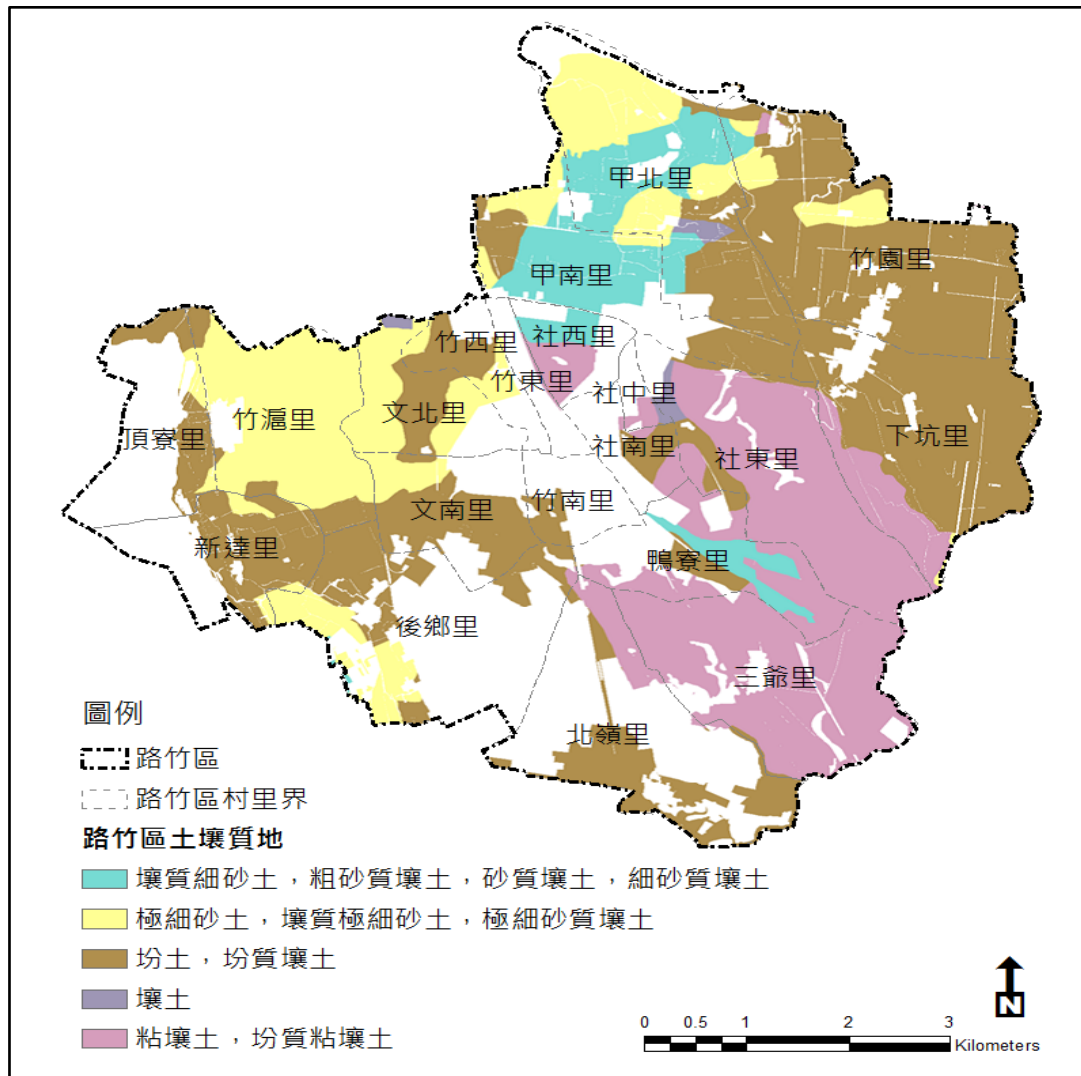 甲北里
竹園里
甲南里
社西里
竹西里
竹東里
社中里
竹滬里
文北里
頂寮里
社南里
社東里
下坑里
竹南里
文南里
新達里
鴨寮里
後鄉里
三爺里
北嶺里
圖例
路竹區
路竹區村里界
路竹區土壤質地
壤質細砂土，粗砂質壤土，砂質壤土，細砂質壤土
極細砂土，壤質極細砂土，極細砂質壤土
坋土，坋質壤土
壤土
粘壤土，坋質粘壤土
N
0 0.5 1 2 3
Kilometers